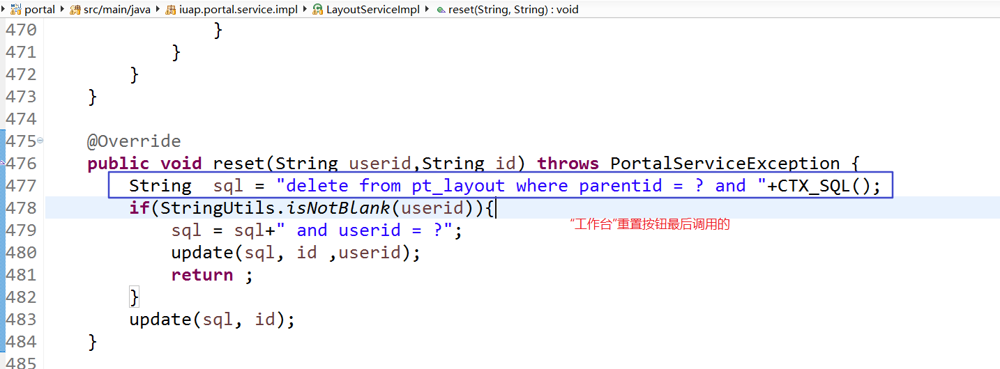 portal src/main/java iuap.portal.service.impl LayoutServiceImpl reset(String, String) : void
470 }
471 }
472 }
473 }
474
475 @Override
476 public void reset(String userid,String id) throws PortalServiceException {
477 String  sql = "delete from pt_layout where parentid = ? and "+CTX_SQL();
478 if(StringUtils.isNotBlank(userid)){
479 sql = sql+" and userid = ?";
“工作台“重置按钮最后调用的
480 update(sql, id ,userid);
481 return ;
482 }
483 update(sql, id);
484 }
485